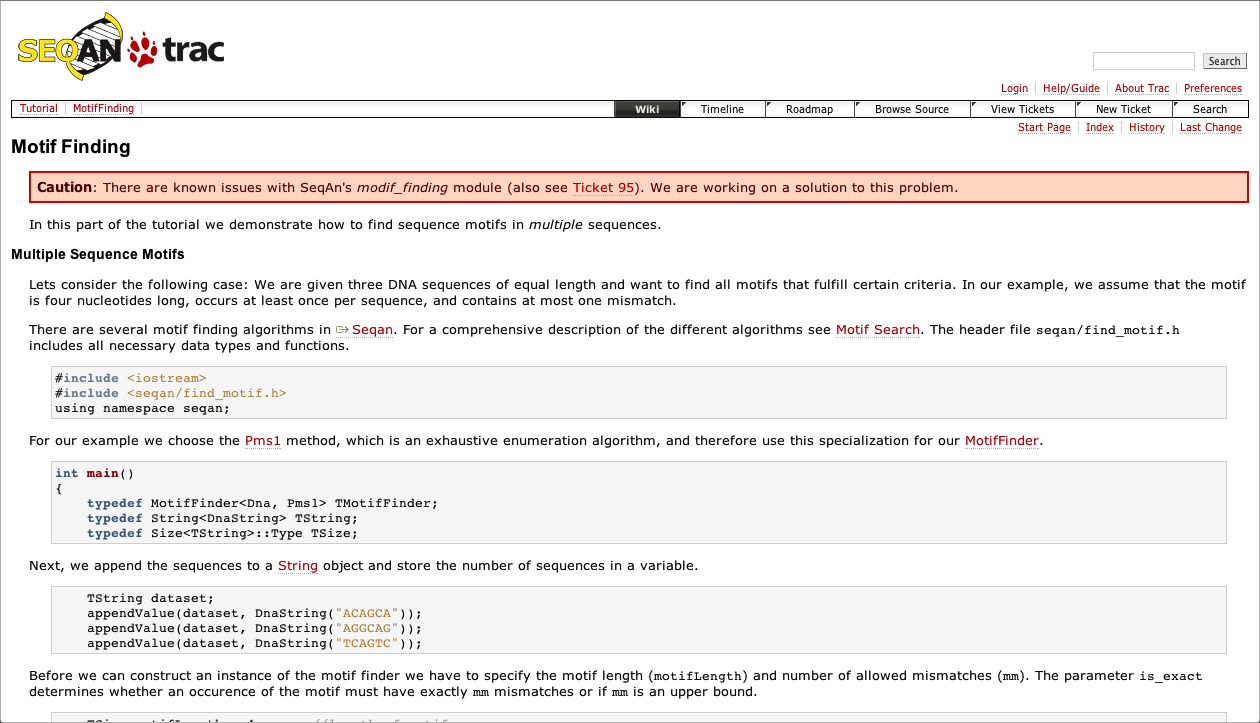 SEQAN trac
Search
Login Help/Guide About Trac Preferences
Tutorial MotifFinding Wiki Timeline Roadmap Browse Source View Tickets New Ticket Search
Start Page Index History Last Change
Motif Finding
Caution: There are known issues with SeqAn's modif_finding module (also see Ticket 95). We are working on a solution to this problem.
In this part of the tutorial we demonstrate how to find sequence motifs in multiple sequences.
Multiple Sequence Motifs
Lets consider the following case: We are given three DNA sequences of equal length and want to find all motifs that fulfill certain criteria. In our example, we assume that the motif
is four nucleotides long, occurs at least once per sequence, and contains at most one mismatch.
There are several motif finding algorithms in Seqan. For a comprehensive description of the different algorithms see Motif Search. The header file seqan/find_motif.h
includes all necessary data types and functions.
#include <iostream>
#include <seqan/find_motif.h>
using namespace seqan;
For our example we choose the Pms1 method, which is an exhaustive enumeration algorithm, and therefore use this specialization for our MotifFinder.
int main()
{
typedef MotifFinder<Dna, Pms1> TMotifFinder;
typedef String<DnaString> TString;
typedef Size<TString>::Type TSize;
Next, we append the sequences to a String object and store the number of sequences in a variable.
TString dataset;
appendValue(dataset, DnaString("ACAGCA"));
appendValue(dataset, DnaString("AGGCAG"));
appendValue(dataset, DnaString("TCAGTC"));
Before we can construct an instance of the motif finder we have to specify the motif length (motifLength) and number of allowed mismatches (mm). The parameter is_exact
determines whether an occurence of the motif must have exactly mm mismatches or if mm is an upper bound.